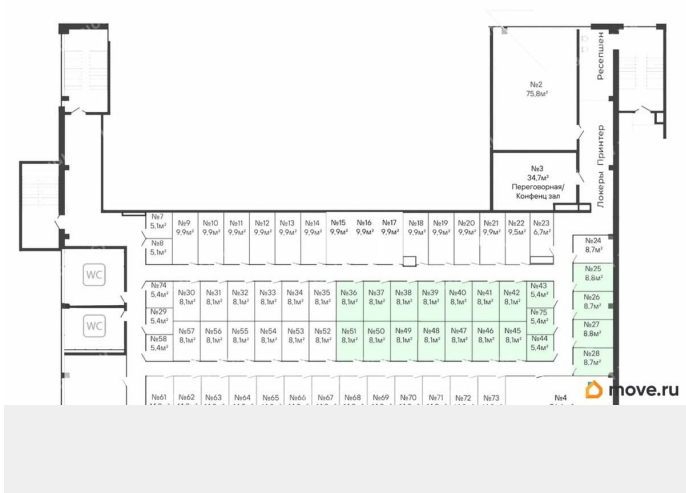 Ресепшен
Принтер
Локеры
№2
75,8м²
№3
34,7м²
Переговорная/
Конфенц зал
№7
5,1м²
№8
5,1м²
№9 №10 №11 №12 №13 №14 №15 №16 №17 №18 №19 №20 №21 №22 №23
9,9м² 9,9м² 9,9м² 9,9м² 9,9м² 9,9м² 9,9м² 9,9м² 9,9м² 9,9м² 9,9м² 9,9м² 9,9м² 9,5м² 6,7м²
№24
8,7м²
№25
8,8м²
№26
8,7м²
№27
8,8м²
№28
8,7м²
WC
WC
№74 №30 №31 №32 №33 №34 №35 №36 №37 №38 №39 №40 №41 №42 №43
5,4м² 8,1м² 8,1м² 8,1м² 8,1м² 8,1м² 8,1м² 8,1м² 8,1м² 8,1м² 8,1м² 8,1м² 8,1м² 8,1м² 5,4м²
№29 №75
5,4м² 5,4м²
№58 №57 №56 №55 №54 №53 №52 №51 №50 №49 №48 №47 №46 №45 №44
5,4м² 8,1м² 8,1м² 8,1м² 8,1м² 8,1м² 8,1м² 8,1м² 8,1м² 8,1м² 8,1м² 8,1м² 8,1м² 8,1м² 5,4м²
№61 №62 №63 №64 №65 №66 №67 №68 №69 №70 №71 №72 №73 №4
move.ru